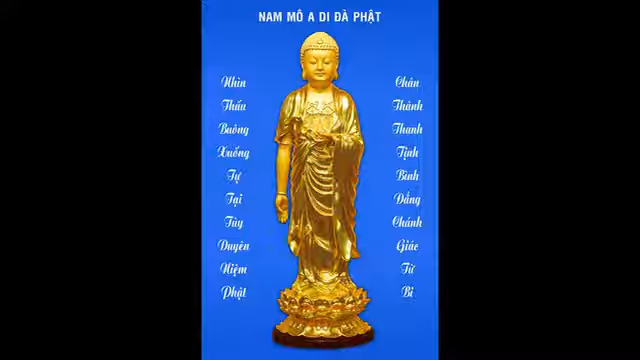 NAM MÔ A DI ĐÀ PHẬT
Nhìn
Thấu
Buông
Xuống
Tự
Tại
Tùy
Duyên
Niệm
Phật
Chân
Thành
Thanh
Tịnh
Bình
Đẳng
Chánh
Giác
Từ
Bi